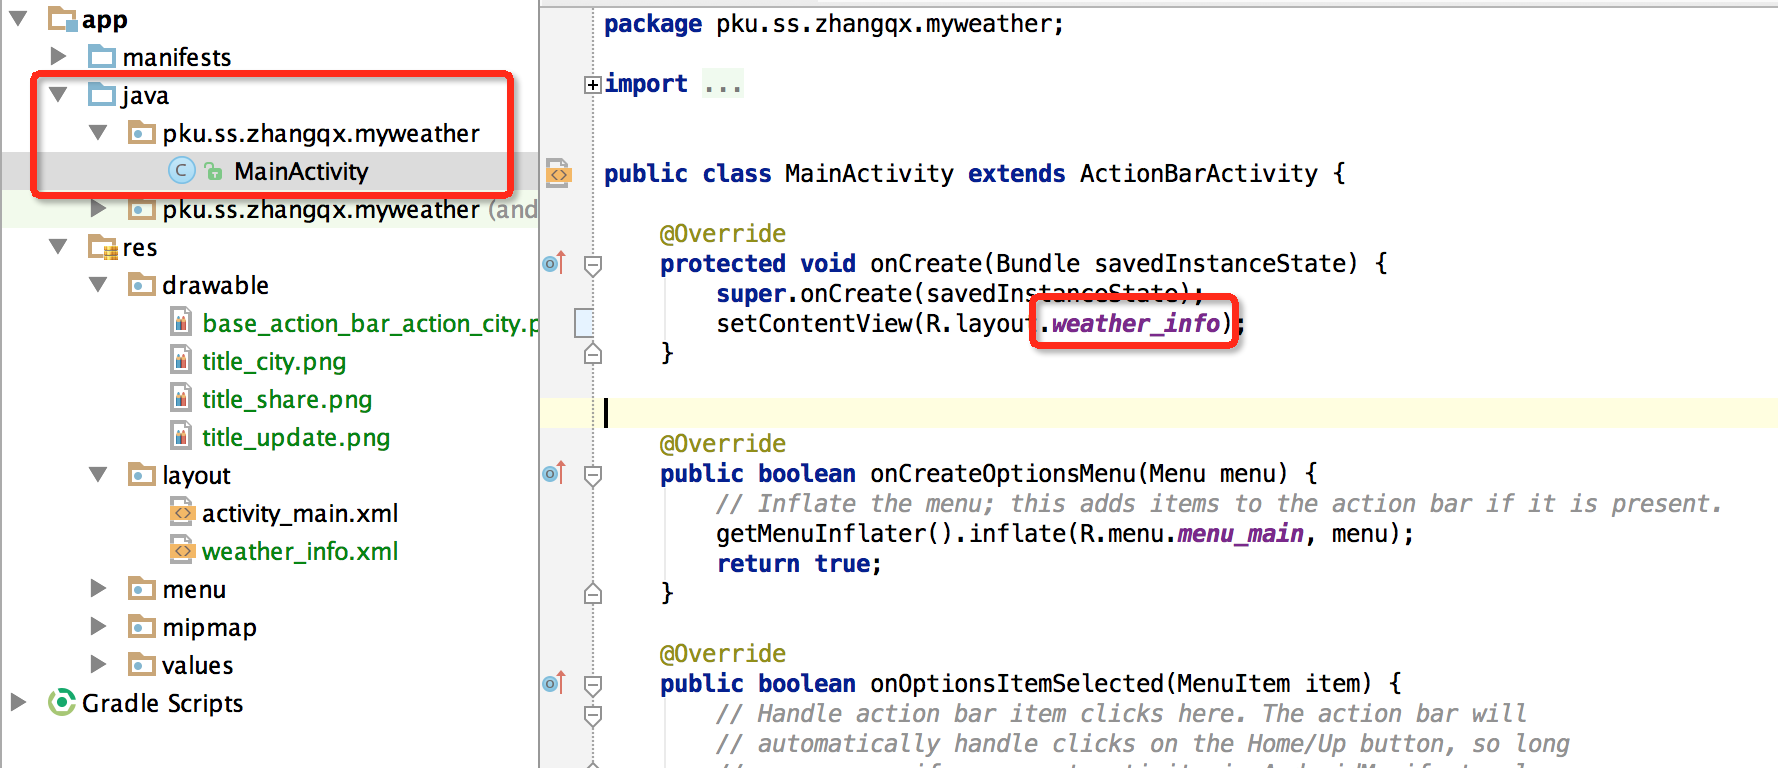 app
manifests
java
pku.ss.zhangqx.myweather
C MainActivity
pku.ss.zhangqx.myweather (and
res
drawable
base_action_bar_action_city.p
title_city.png
title_share.png
title_update.png
layout
activity_main.xml
weather_info.xml
menu
mipmap
values
Gradle Scripts
package pku.ss.zhangqx.myweather;
import ...
public class MainActivity extends ActionBarActivity {
@Override
protected void onCreate(Bundle savedInstanceState) {
super.onCreate(savedInstanceState);
setContentView(R.layout.weather_info);
}
@Override
public boolean onCreateOptionsMenu(Menu menu) {
// Inflate the menu; this adds items to the action bar if it is present.
getMenuInflater().inflate(R.menu.menu_main, menu);
return true;
}
@Override
public boolean onOptionsItemSelected(MenuItem item) {
// Handle action bar item clicks here. The action bar will
// automatically handle clicks on the Home/Up button, so long